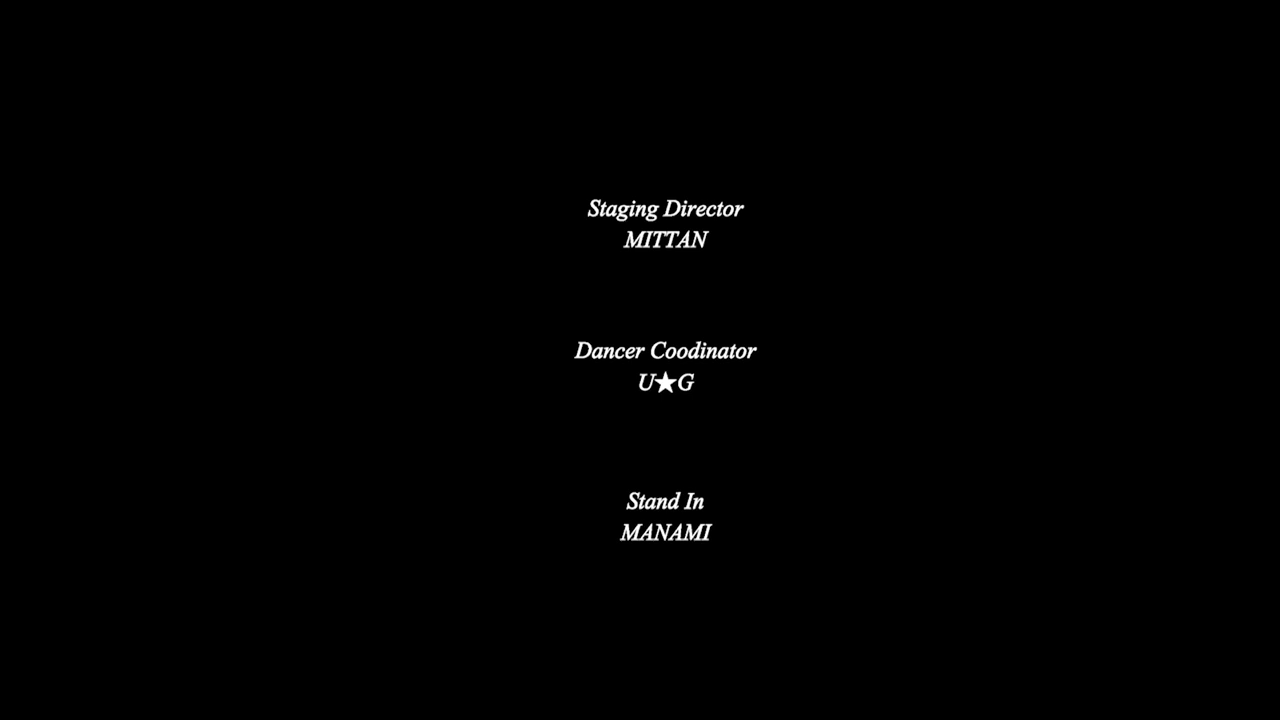 Staging Director
MITTAN
Dancer Coodinator
U★G
Stand In
MANAMI